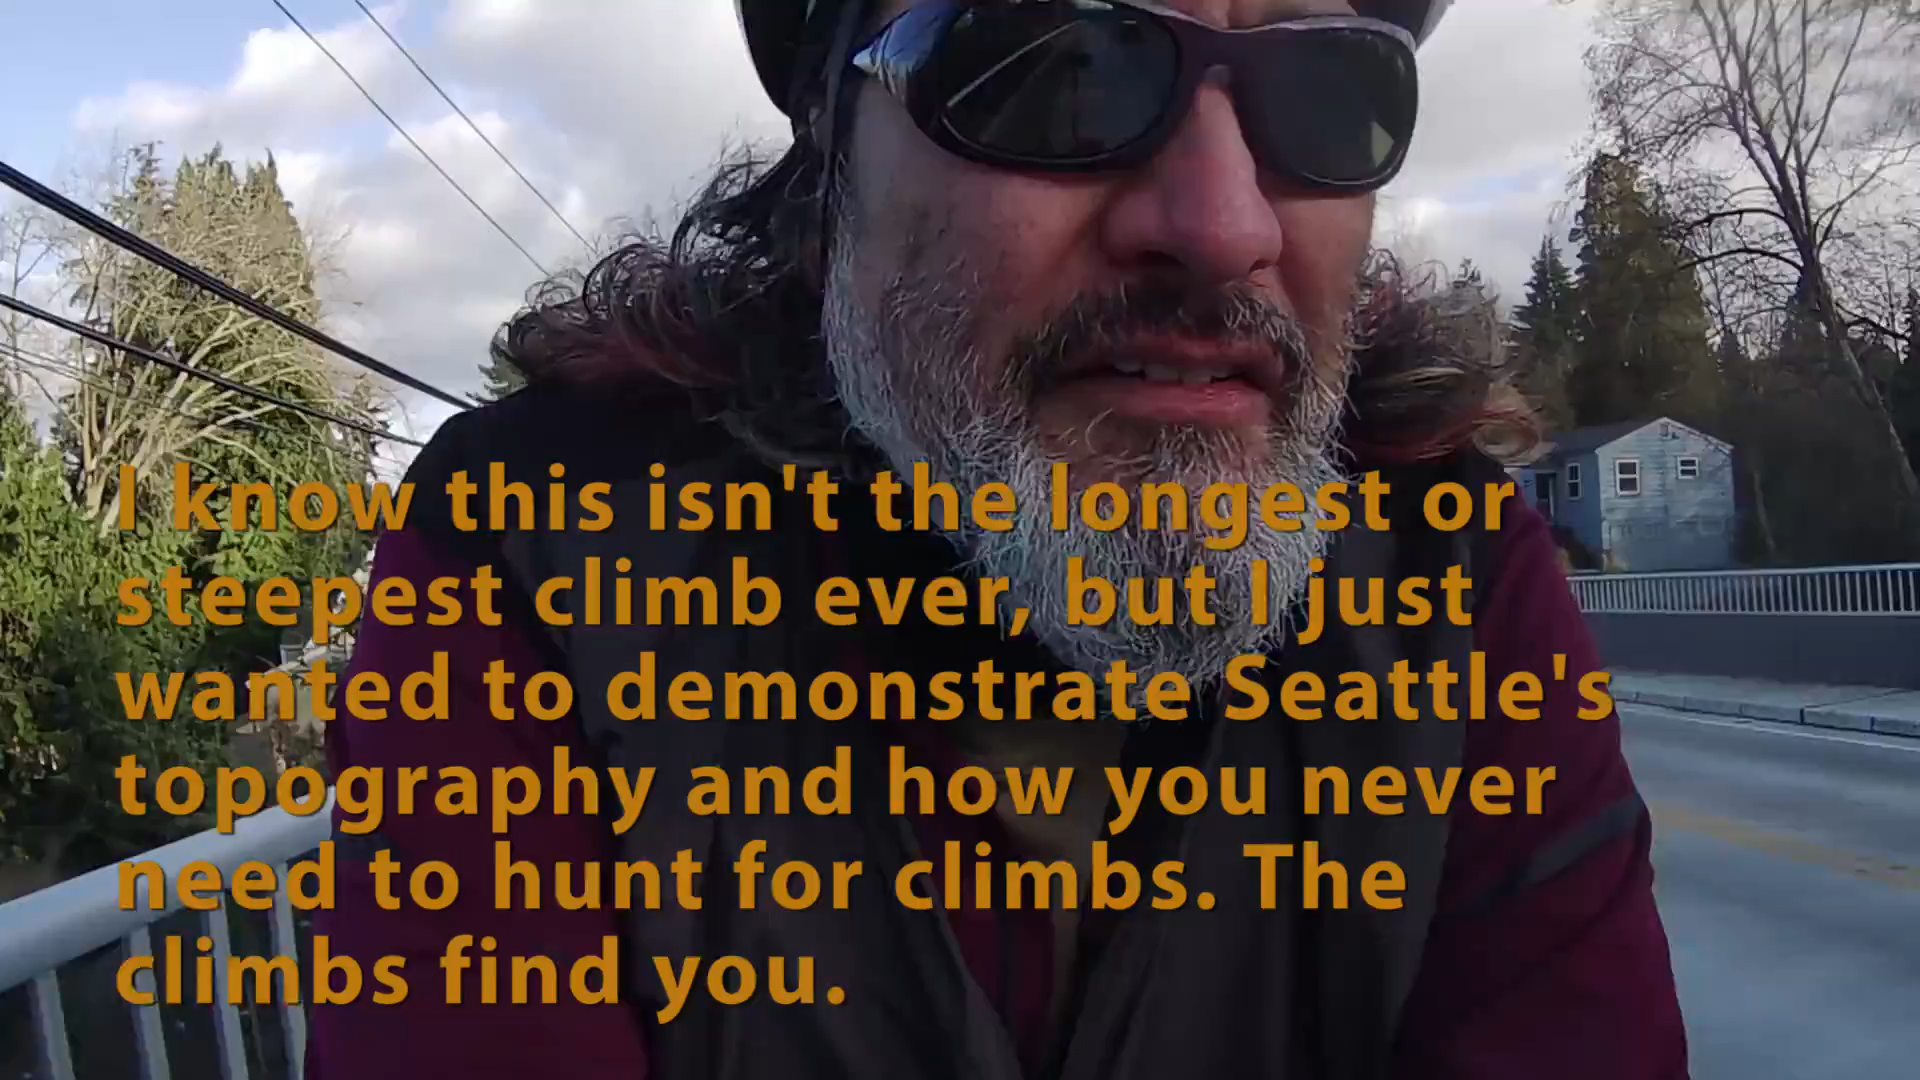 I know this isn't the longest or
steepest climb ever, but I just
wanted to demonstrate Seattle's
topography and how you never
need to hunt for climbs. The
climbs find you.